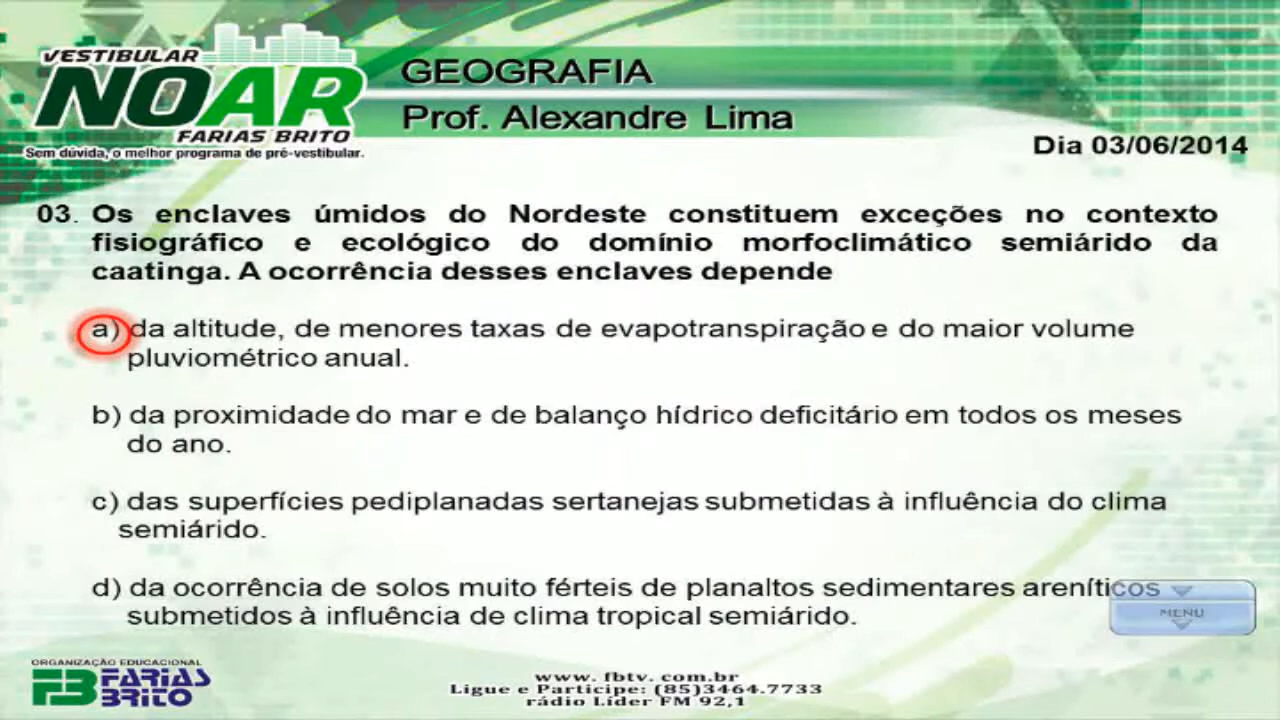 VESTIBULAR
NOAR
FARIAS BRITO
Sem dúvida, o melhor programa de pré-vestibular.
GEOGRAFIA
Prof. Alexandre Lima
Dia 03/06/2014
03. Os enclaves úmidos do Nordeste constituem exceções no contexto
fisiográfico e ecológico do domínio morfoclimático semiárido da
caatinga. A ocorrência desses enclaves depende
a) da altitude, de menores taxas de evapotranspiração e do maior volume
pluviométrico anual.
b) da proximidade do mar e de balanço hídrico deficitário em todos os meses
do ano.
c) das superfícies pediplanadas sertanejas submetidas à influência do clima
semiárido.
d) da ocorrência de solos muito férteis de planaltos sedimentares areníticos
submetidos à influência de clima tropical semiárido.
MENU
ORGANIZAÇÃO EDUCACIONAL
FB FARIAS
BRITO
www. fbtv. com.br
Ligue e Participe: (85)3464.7733
rádio Líder FM 92,1